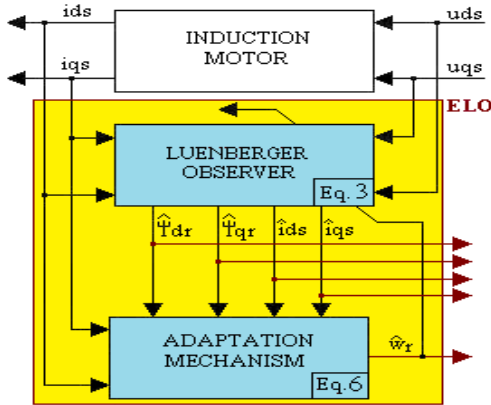 ids
uds
INDUCTION
MOTOR
iqs
uqs
ELO
LUENBERGER
OBSERVER
Eq. 3
Ψ̂dr
Ψ̂qr
îds
îqs
ADAPTATION
MECHANISM
ŵr
Eq.6